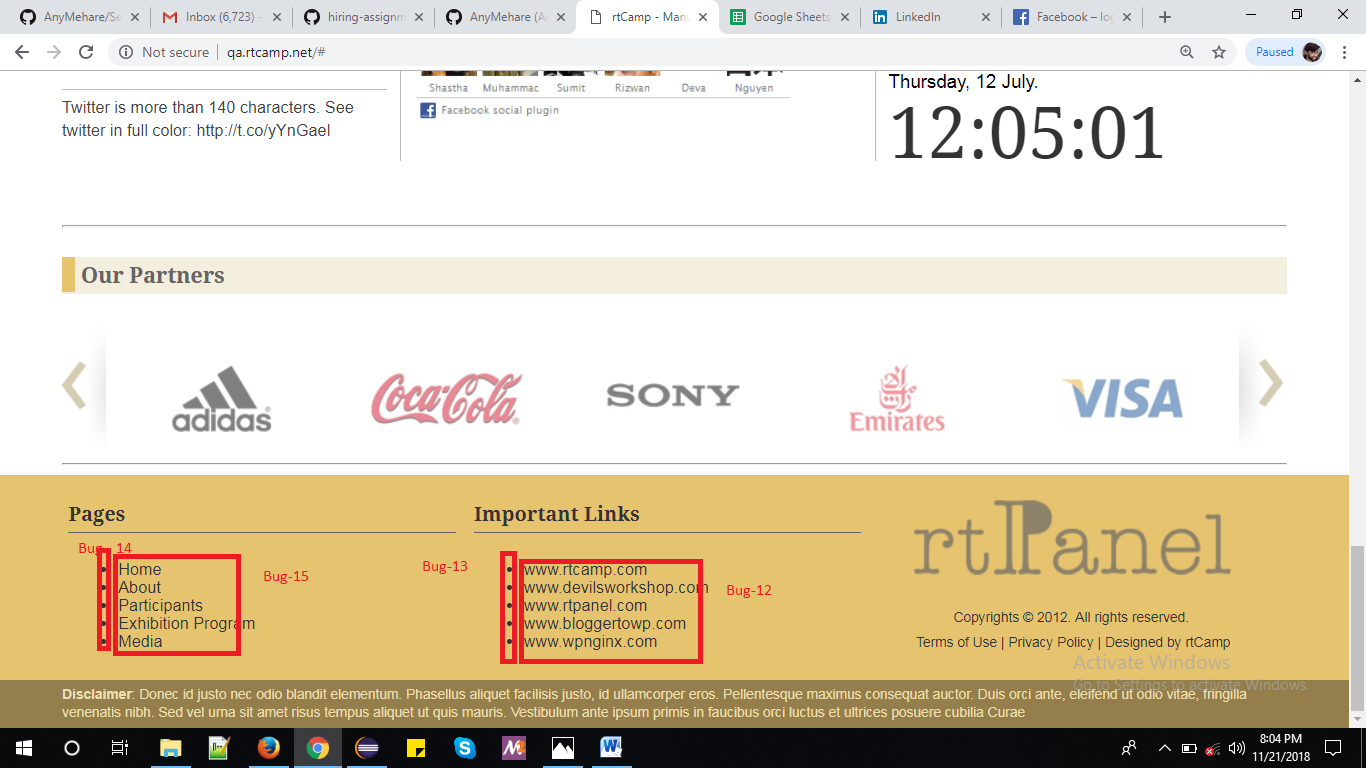 AnyMehare/Se
Inbox (6,723) -
hiring-assignm
AnyMehare (A
rtCamp - Manu
Google Sheets
LinkedIn
Facebook – log
Not secure
qa.rtcamp.net/#
Paused
Twitter is more than 140 characters. See
twitter in full color: http://t.co/yYnGaeI
Shastha Muhammac Sumit Rizwan Deva Nguyen
Facebook social plugin
Thursday, 12 July.
12:05:01
Our Partners
adidas
Coca-Cola
SONY
Emirates
VISA
Pages
Bug - 14
Home
About
Participants
Exhibition Program
Media
Bug-15
Important Links
Bug-13
www.rtcamp.com
www.devilsworkshop.com
www.rtpanel.com
www.bloggertowp.com
www.wpnginx.com
Bug-12
rtPanel
Copyrights © 2012. All rights reserved.
Terms of Use | Privacy Policy | Designed by rtCamp
Activate Windows
Go to Settings to activate Windows.
Disclaimer: Donec id justo nec odio blandit elementum. Phasellus aliquet facilisis justo, id ullamcorper eros. Pellentesque maximus consequat auctor. Duis orci ante, eleifend ut odio vitae, fringilla
venenatis nibh. Sed vel urna sit amet risus tempus aliquet ut quis mauris. Vestibulum ante ipsum primis in faucibus orci luctus et ultrices posuere cubilia Curae
8:04 PM
11/21/2018